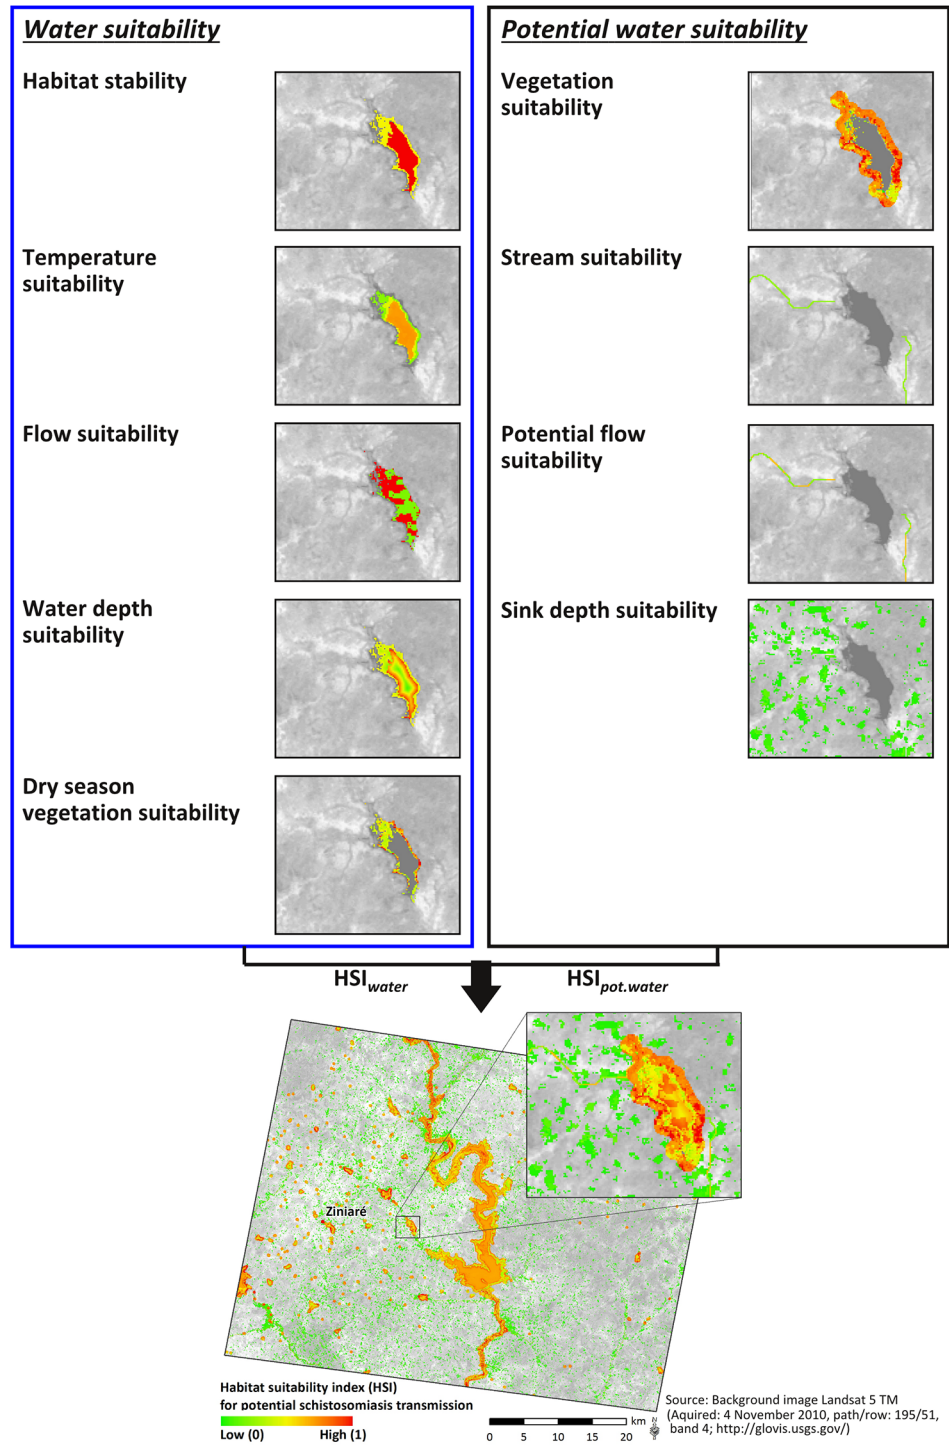 Water suitability
Habitat stability
Temperature
suitability
Flow suitability
Water depth
suitability
Dry season
vegetation suitability
Potential water suitability
Vegetation
suitability
Stream suitability
Potential flow
suitability
Sink depth suitability
HSIwater
HSIpot.water
Ziniaré
Habitat suitability index (HSI)
for potential schistosomiasis transmission
Low (0) High (1)
km
0 5 10 15 20
N
Source: Background image Landsat 5 TM
(Aquired: 4 November 2010, path/row: 195/51,
band 4; http://glovis.usgs.gov/)